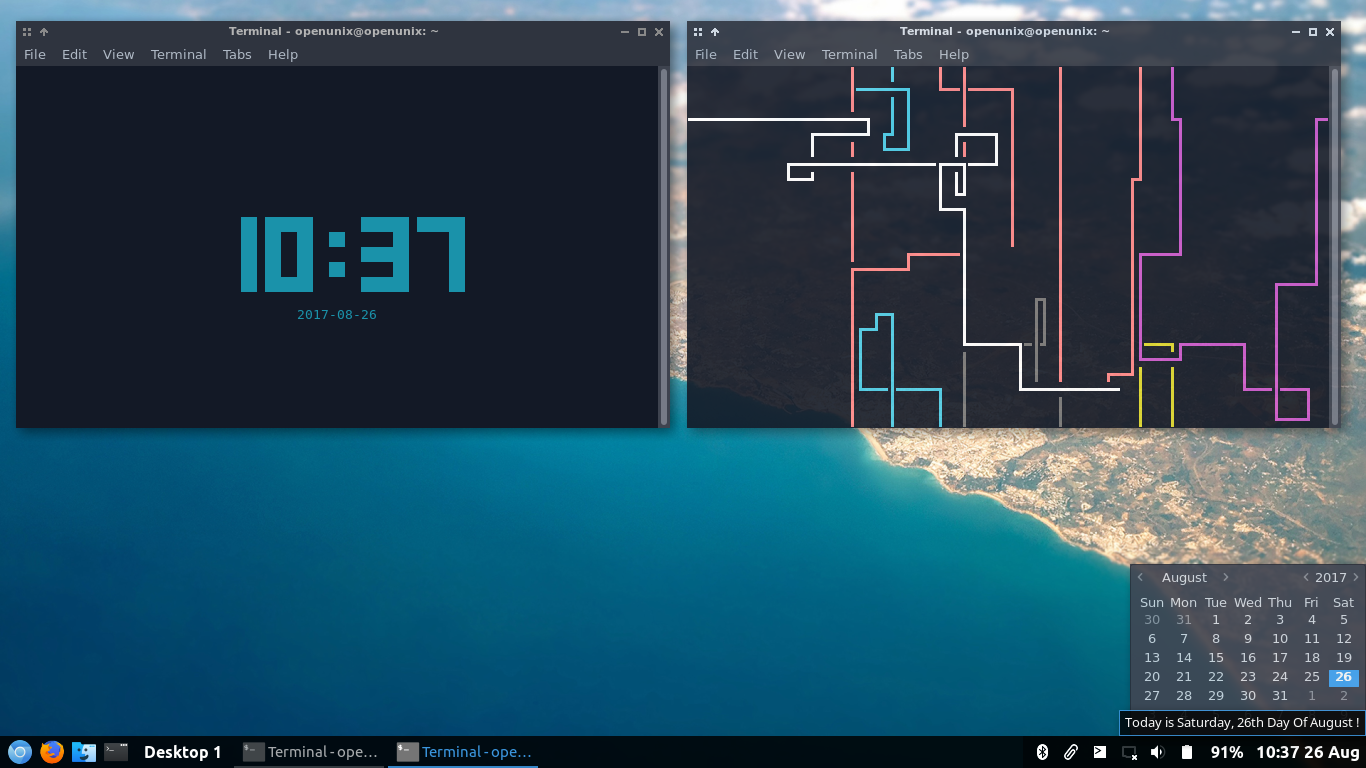 Terminal - openunix@openunix: ~
File Edit View Terminal Tabs Help
10:37
2017-08-26
Terminal - openunix@openunix: ~
File Edit View Terminal Tabs Help
August 2017
Sun Mon Tue Wed Thu Fri Sat
30 31 1 2 3 4 5
6 7 8 9 10 11 12
13 14 15 16 17 18 19
20 21 22 23 24 25 26
27 28 29 30 31 1 2
Today is Saturday, 26th Day Of August !
Desktop 1 Terminal - ope... Terminal - ope... 91% 10:37 26 Aug